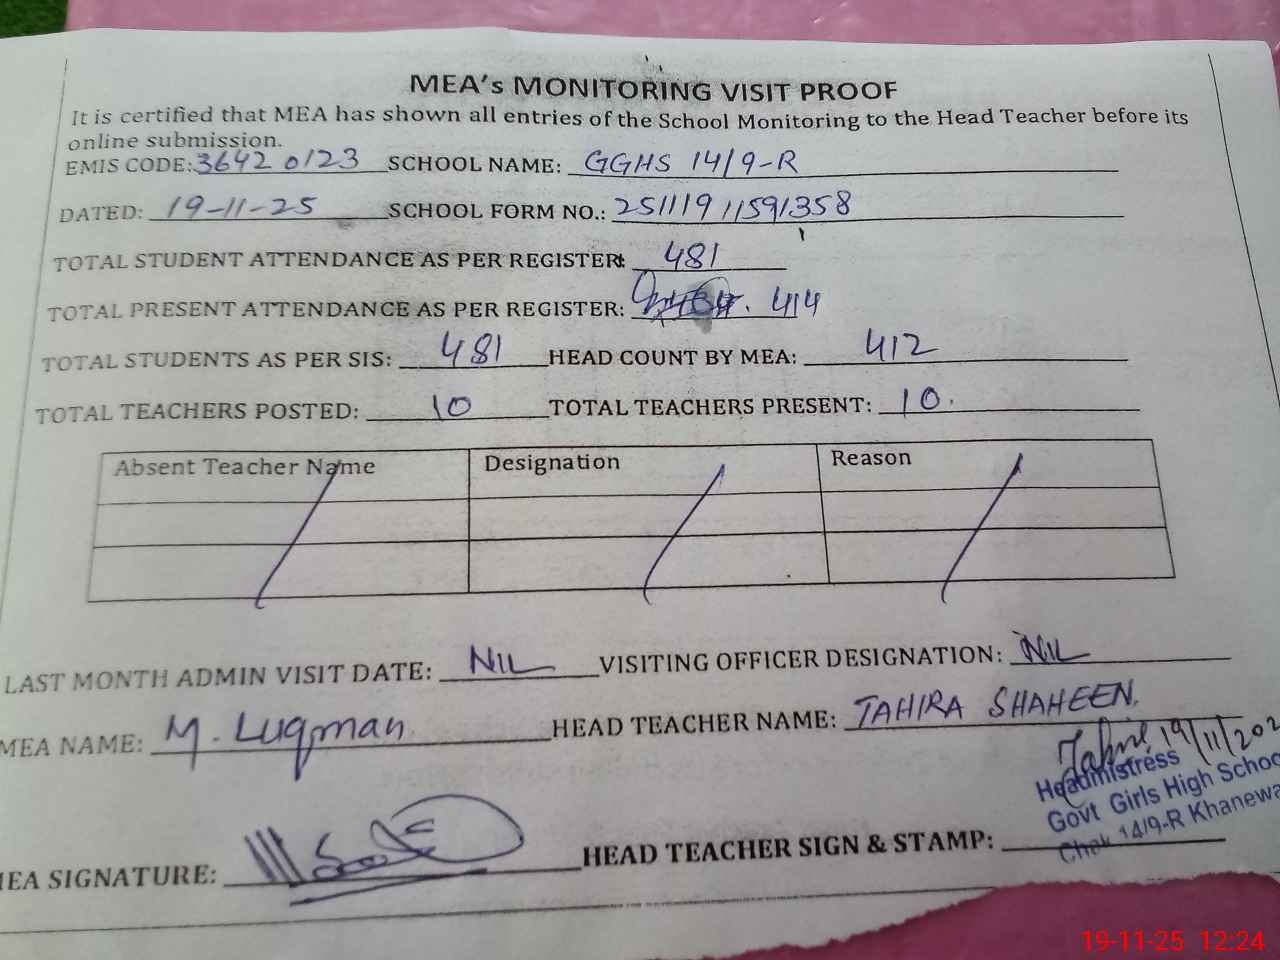 MEA's MONITORING VISIT PROOF
It is certified that MEA has shown all entries of the School Monitoring to the Head Teacher before its
online submission.
EMIS CODE: 36420123 SCHOOL NAME: GGHS 14/9-R
DATED: 19-11-25 SCHOOL FORM NO.: 25111911591358
TOTAL STUDENT ATTENDANCE AS PER REGISTER: 481
TOTAL PRESENT ATTENDANCE AS PER REGISTER: 414
TOTAL STUDENTS AS PER SIS: 481 HEAD COUNT BY MEA: 412
TOTAL TEACHERS POSTED: 10 TOTAL TEACHERS PRESENT: 10.
Absent Teacher Name Designation Reason
LAST MONTH ADMIN VISIT DATE: NIL VISITING OFFICER DESIGNATION: NIL
MEA NAME: M. Luqman HEAD TEACHER NAME: TAHIRA SHAHEEN.
19/11/202
Headmistress
Govt Girls High Schoo
Chak 14/9-R Khanewa
MEA SIGNATURE: HEAD TEACHER SIGN & STAMP:
19-11-25 12:24